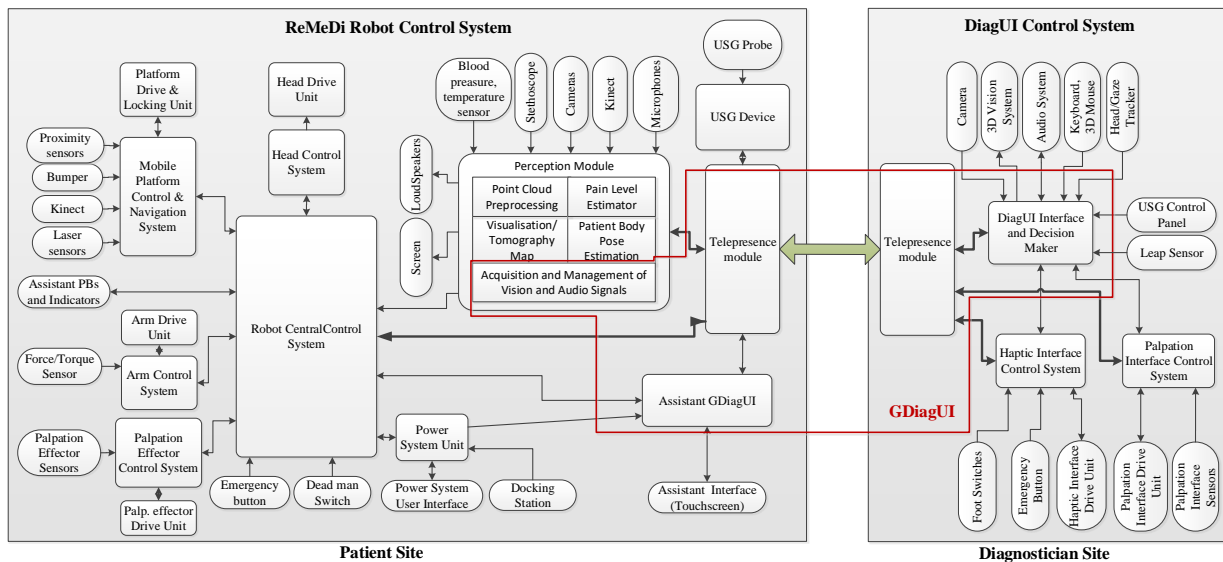 ReMeDi Robot Control System
DiagUI Control System
Platform
Drive &
Locking Unit
Head Drive
Unit
Blood
preasure,
temperature
sensor
Stethoscope
Cameras
Kinect
Microphones
USG Probe
USG Device
Camera
3D Vision
System
Audio System
Keyboard,
3D Mouse
Head/Gaze
Tracker
Proximity
sensors
Bumper
Kinect
Laser
sensors
Mobile
Platform
Control &
Navigation
System
Head Control
System
LoudSpeakers
Screen
Perception Module
Point Cloud
Preprocessing
Pain Level
Estimator
Visualisation/
Tomography
Map
Patient Body
Pose
Estimation
Acquisition and Management of
Vision and Audio Signals
Telepresence
module
Telepresence
module
DiagUI Interface
and Decision
Maker
USG Control
Panel
Leap Sensor
Assistant PBs
and Indicators
Arm Drive
Unit
Force/Torque
Sensor
Arm Control
System
Robot CentralControl
System
Haptic Interface
Control System
Palpation
Interface Control
System
Assistant GDiagUI
GDiagUI
Palpation
Effector
Sensors
Palpation
Effector
Control System
Palp. effector
Drive Unit
Emergency
button
Dead man
Switch
Power
System Unit
Power System
User Interface
Docking
Station
Assistant Interface
(Touchscreen)
Foot Switches
Emergency
Button
Haptic Interface
Drive Unit
Palpation
Interface Drive
Unit
Palpation
Interface
Sensors
Patient Site
Diagnostician Site